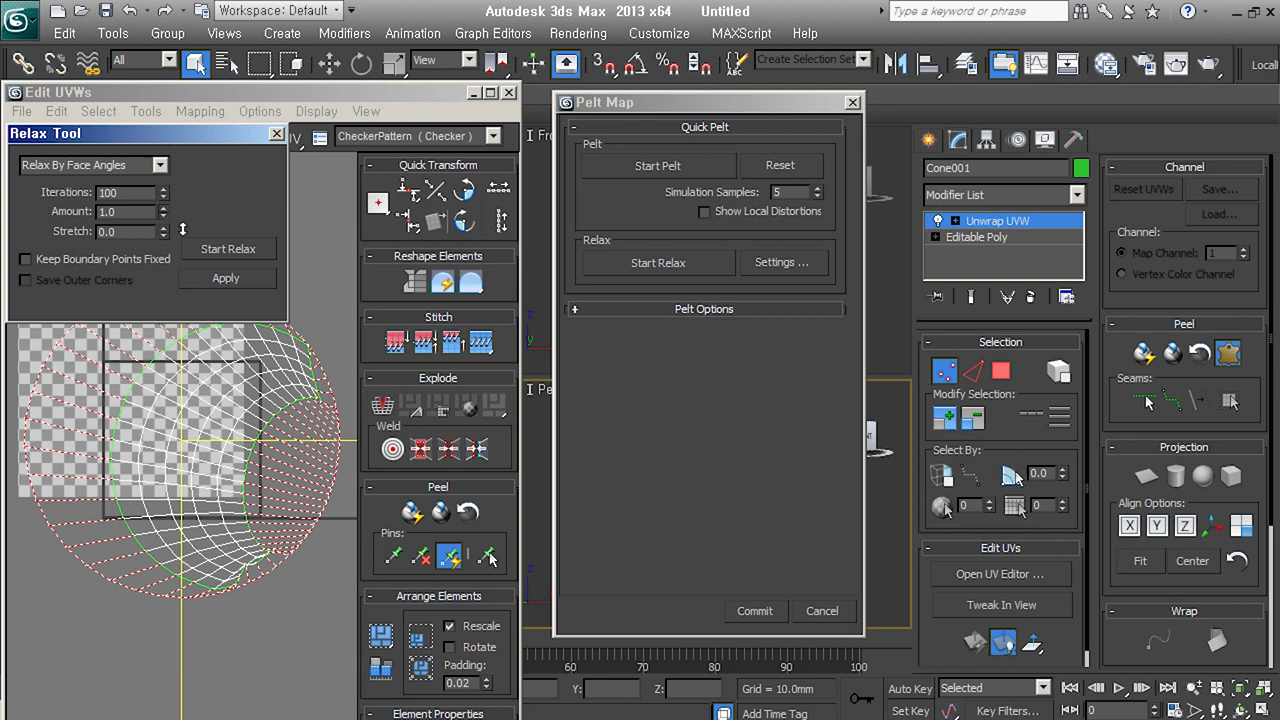 Workspace: Default
Autodesk 3ds Max  2013 x64    Untitled
Type a keyword or phrase
Edit
Tools
Group
Views
Create
Modifiers
Animation
Graph Editors
Rendering
Customize
MAXScript
Help
All
View
Create Selection Set
Locali
Edit UVWs
File
Edit
Select
Tools
Mapping
Options
Display
View
CheckerPattern  ( Checker )
Relax Tool
Relax By Face Angles
Iterations: 100
Amount: 1.0
Stretch: 0.0
Start Relax
Keep Boundary Points Fixed
Apply
Save Outer Corners
Quick Transform
Reshape Elements
Stitch
Explode
Weld
Peel
Pins:
Arrange Elements
Rescale
Rotate
Padding:
0.02
Element Properties
Pelt Map
Quick Pelt
Pelt
Start Pelt
Reset
Simulation Samples: 5
Show Local Distortions
Relax
Start Relax
Settings ...
Pelt Options
Commit
Cancel
60
70
80
90
100
Y:
Z:
Grid = 10.0mm
Add Time Tag
Auto Key
Selected
Set Key
Key Filters...
0
Cone001
Modifier List
Unwrap UVW
Editable Poly
Selection
Modify Selection:
Select By:
0.0
0
0
Edit UVs
Open UV Editor ...
Tweak In View
Channel
Reset UVWs
Save...
Load...
Channel:
Map Channel: 1
Vertex Color Channel
Peel
Seams:
Projection
Align Options:
X
Y
Z
Fit
Center
Wrap